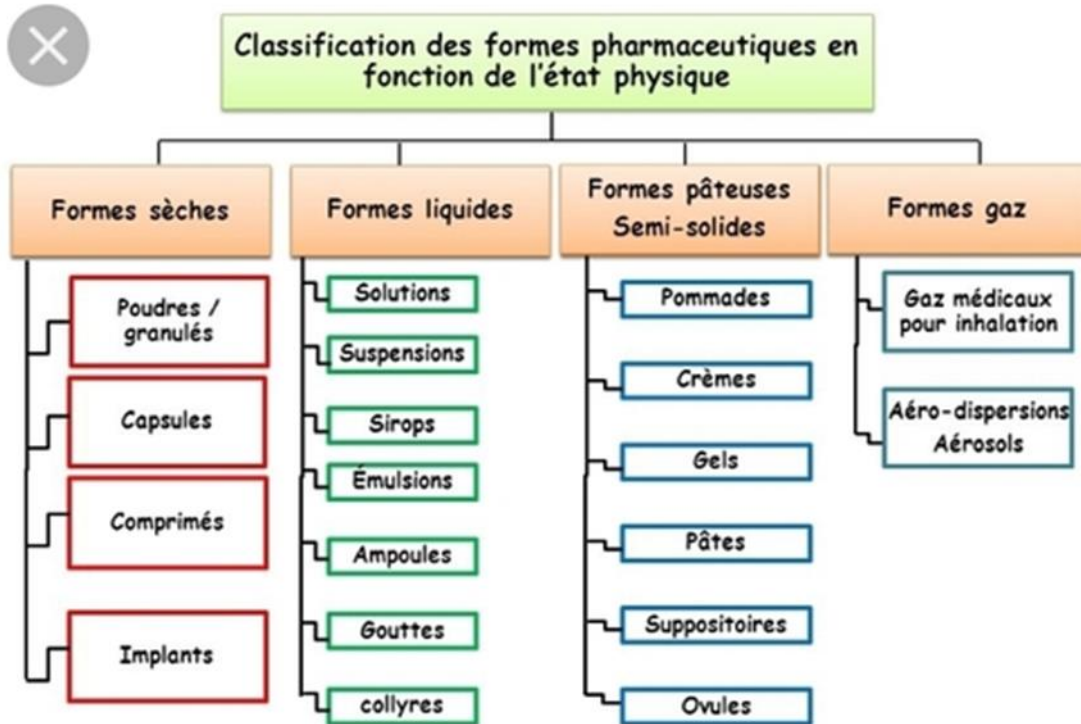 Classification des formes pharmaceutiques en
fonction de l'état physique
Formes sèches
Poudres /
granulés
Capsules
Comprimés
Implants
Formes liquides
Solutions
Suspensions
Sirops
Émulsions
Ampoules
Gouttes
collyres
Formes pâteuses
Semi-solides
Pommades
Crèmes
Gels
Pâtes
Suppositoires
Ovules
Formes gaz
Gaz médicaux
pour inhalation
Aéro-dispersions
Aérosols